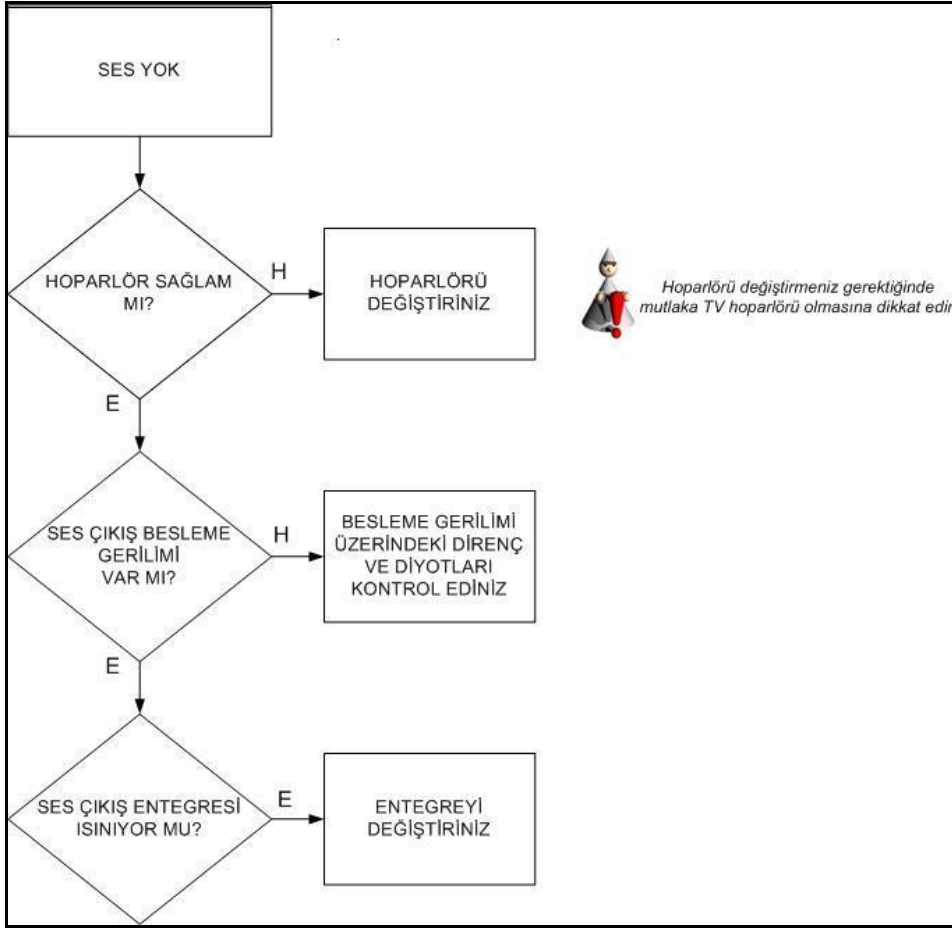 SES YOK
HOPARLÖR SAĞLAM
MI?
H
HOPARLÖRÜ
DEĞİŞTİRİNİZ
Hoparlörü değiştirmeniz gerektiğinde
mutlaka TV hoparlörü olmasına dikkat edin
E
SES ÇIKIŞ BESLEME
GERİLİMİ
VAR MI?
H
BESLEME GERİLİMİ
ÜZERİNDEKİ DİRENÇ
VE DİYOTLARI
KONTROL EDİNİZ
E
SES ÇIKIŞ ENTEGRESİ
ISINIYOR MU?
E
ENTEGREYİ
DEĞİŞTİRİNİZ